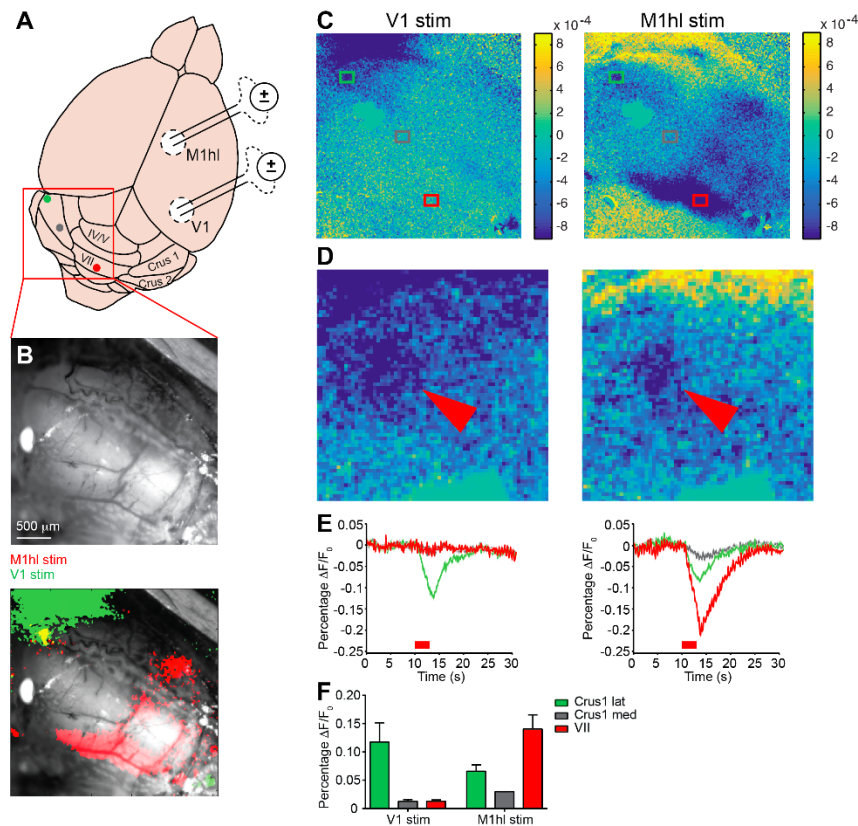 A
M1hl
V1
IV/V
VII
Crus 1
Crus 2
B
500 μm
M1hl stim
V1 stim
C
V1 stim
x 10⁻⁴
8
6
4
2
0
-2
-4
-6
-8
M1hl stim
x 10⁻⁴
8
6
4
2
0
-2
-4
-6
-8
D
E
Percentage ΔF/F₀
0.05
0
-0.05
-0.1
-0.15
-0.2
-0.25
0 5 10 15 20 25 30
Time (s)
Percentage ΔF/F₀
0.05
0
-0.05
-0.1
-0.15
-0.2
-0.25
0 5 10 15 20 25 30
Time (s)
F
Percentage ΔF/F₀
0.20
0.15
0.10
0.05
0
V1 stim M1hl stim
Crus1 lat
Crus1 med
VII